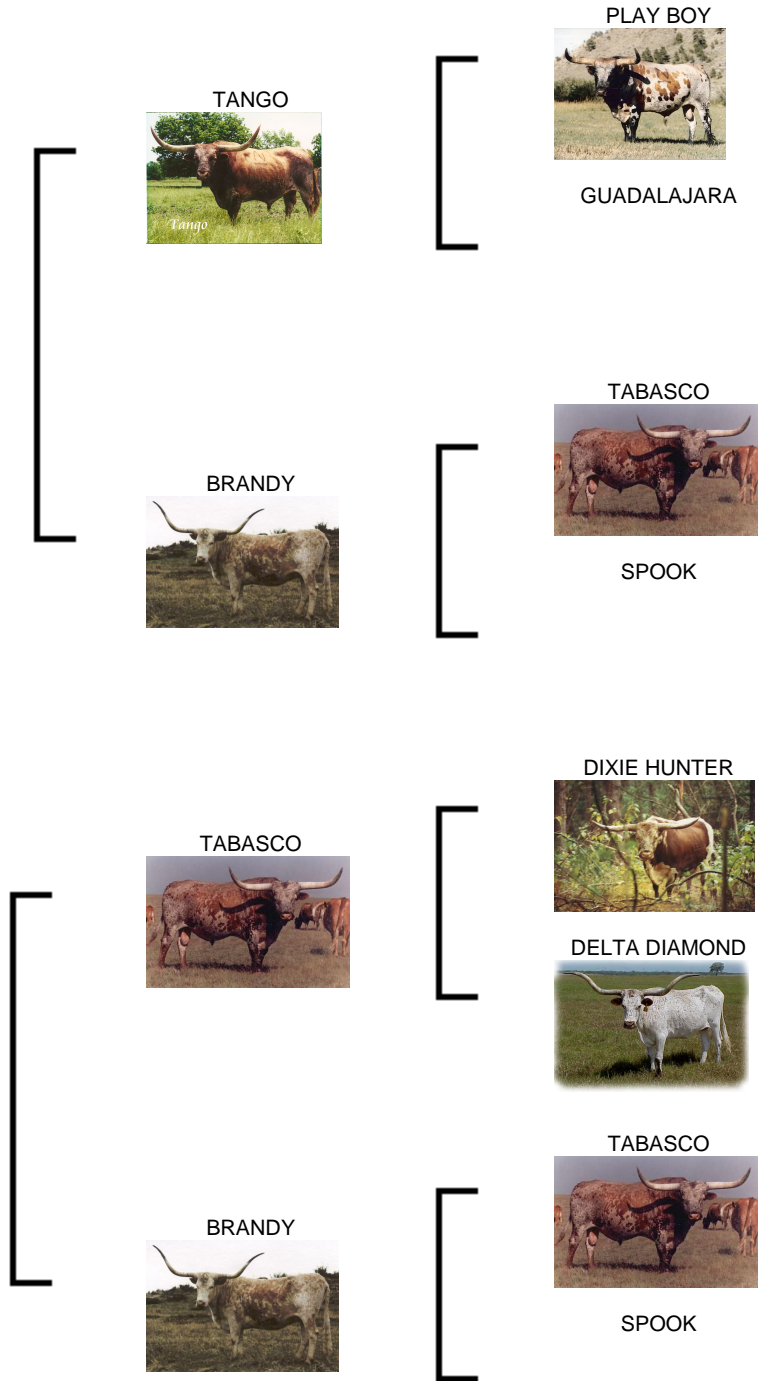 PLAY BOY
TANGO
Tango
GUADALAJARA
TABASCO
BRANDY
SPOOK
DIXIE HUNTER
TABASCO
DELTA DIAMOND
TABASCO
BRANDY
SPOOK